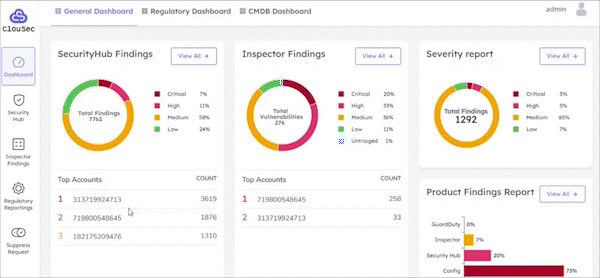 ClouSec
General Dashboard
Regulatory Dashboard
CMDB Dashboard
admin
Dashboard
Security
Hub
Inspector
Findings
Regulatory
Reportings
Suppress
Request
SecurityHub Findings
View All →
Total Findings
7762
Critical 7%
High 11%
Medium 58%
Low 24%
Top Accounts COUNT
1 313719924713 3619
2 719800548645 1876
3 182175209476 1310
Inspector Findings
View All →
Total
Vulnerabilities
276
Critical 20%
High 33%
Medium 36%
Low 11%
Untriaged 1%
Top Accounts COUNT
1 719800548645 258
2 313719924713 33
Severity report
View All →
Total Findings
1292
Critical 3%
High 5%
Medium 85%
Low 7%
Product Findings Report
View All →
GuardDuty 0%
Inspector 7%
Security Hub 20%
Config 73%